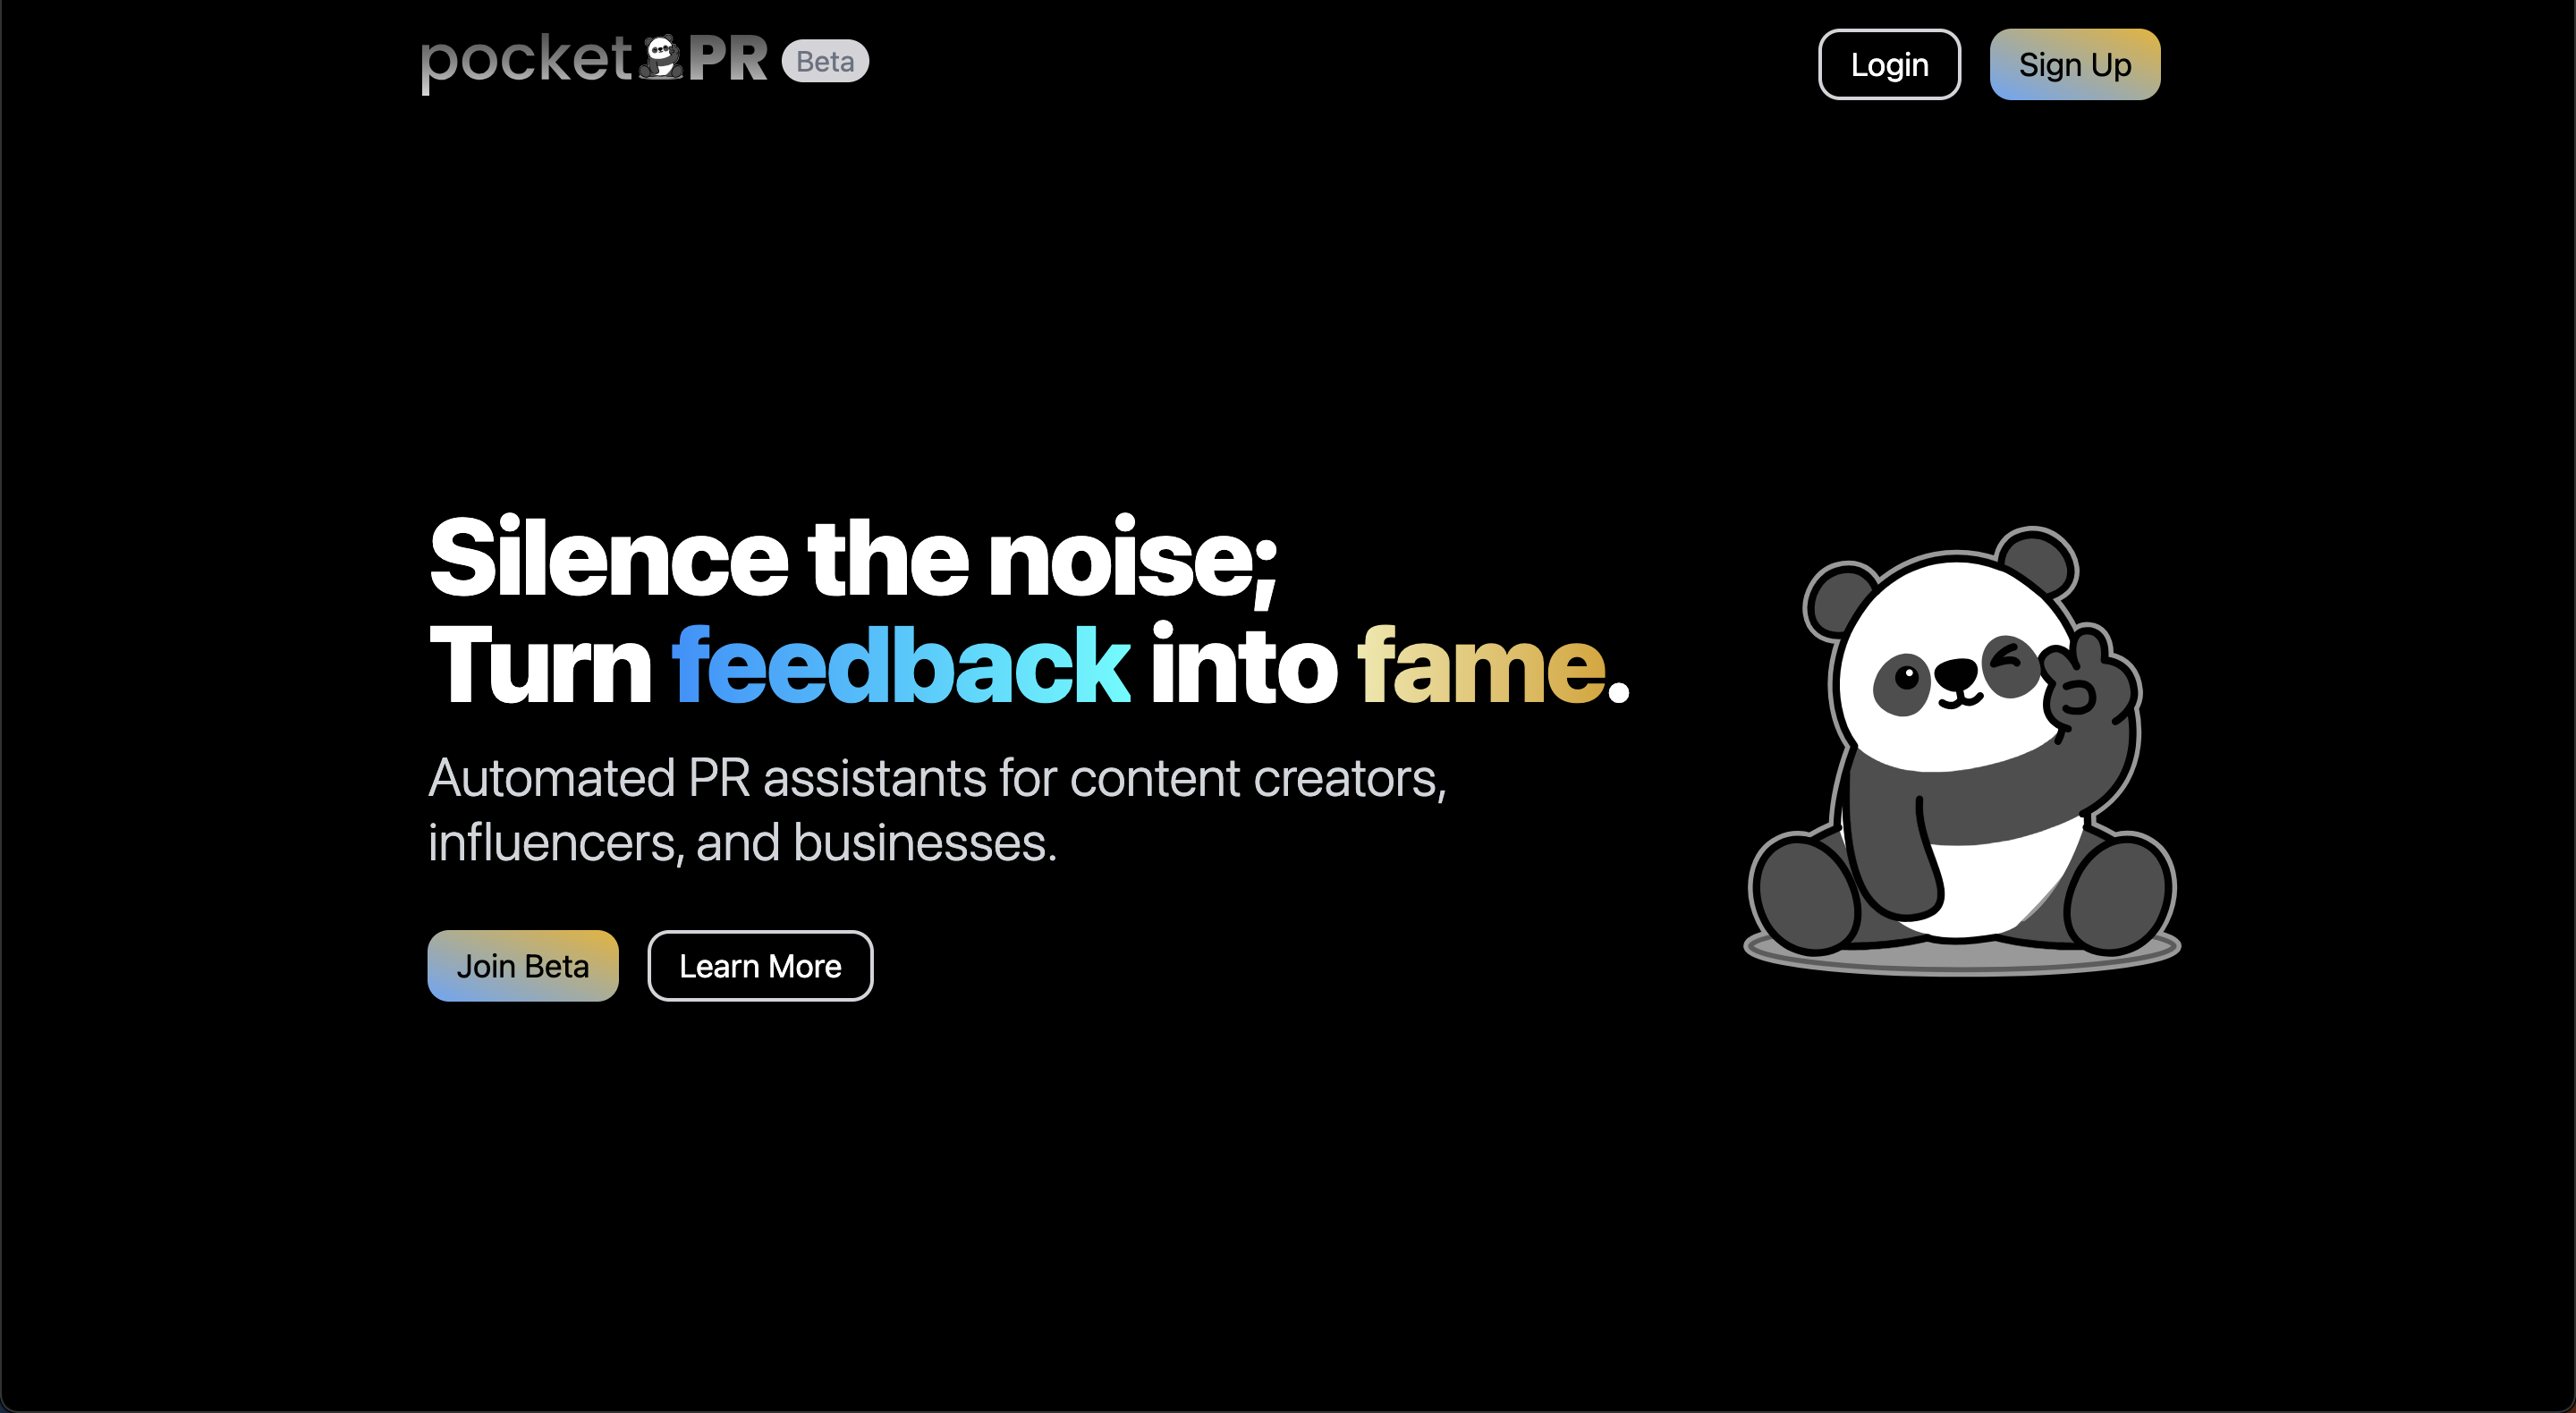 pocketPR Beta
Login
Sign Up
Silence the noise;
Turn feedback into fame.
Automated PR assistants for content creators,
influencers, and businesses.
Join Beta
Learn More